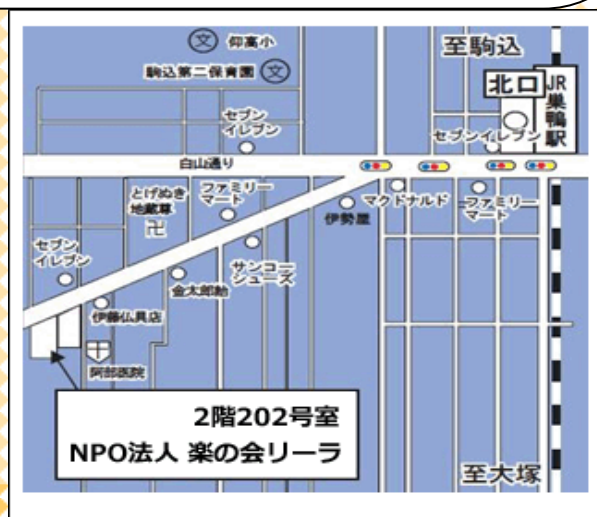 文 仰高小
至駒込
駒込第二保育園 文
北口
JR巣鴨駅
セブン
イレブン
セブンイレブン
白山通り
とげぬき
地蔵尊
卍
ファミリー
マート
伊勢屋
マクドナルド
ファミリー
マート
セブン
イレブン
サンコー
シューズ
金太郎飴
伊藤仏具店
阿部医院
2階202号室
NPO法人 楽の会リーラ
至大塚